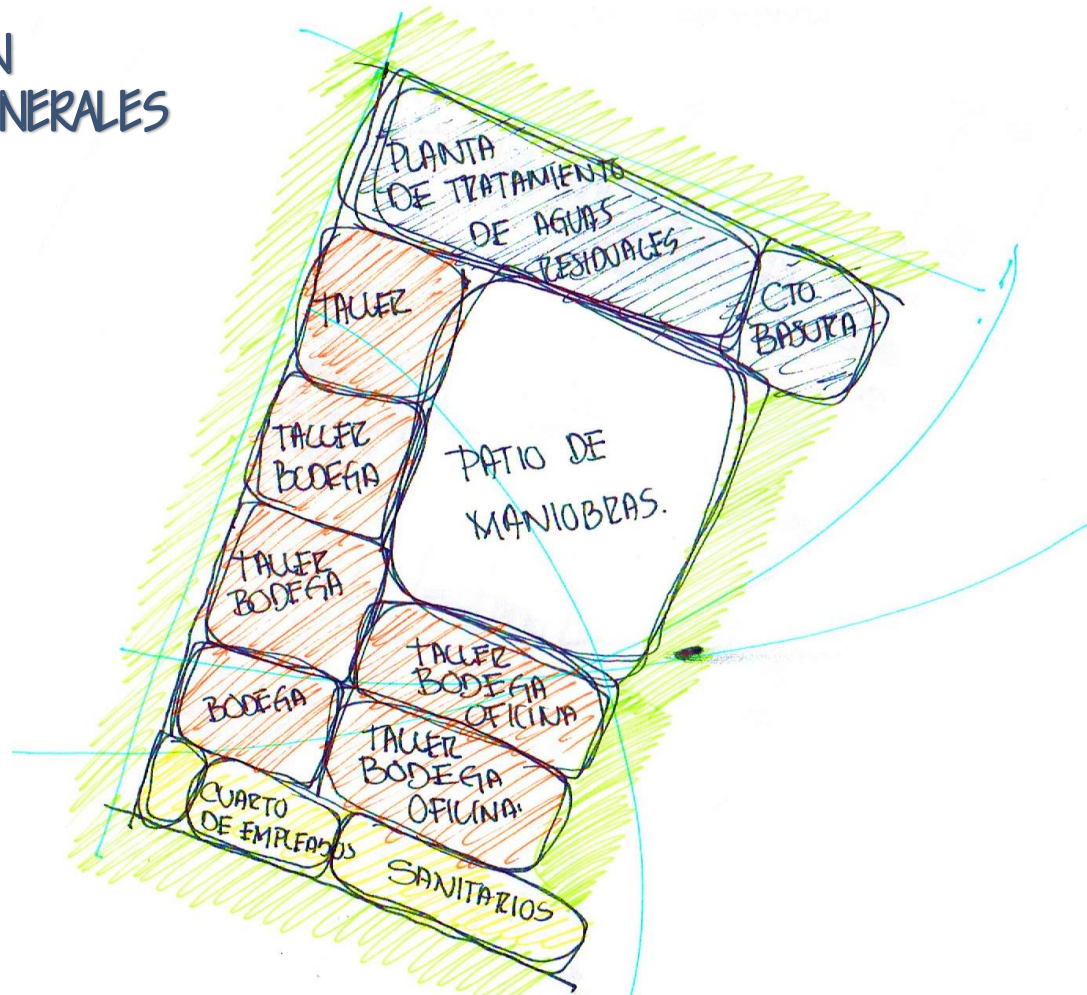 N
NERALES
PLANTA
DE TRATAMIENTO
DE AGUAS
RESIDUALES
CTO
BASURA
TALLER
TALLER
BODEGA
PATIO DE
MANIOBRAS.
TALLER
BODEGA
TALLER
BODEGA
OFICINA
BODEGA
TALLER
BODEGA
OFICINA.
CUARTO
DE EMPLEADOS
SANITARIOS